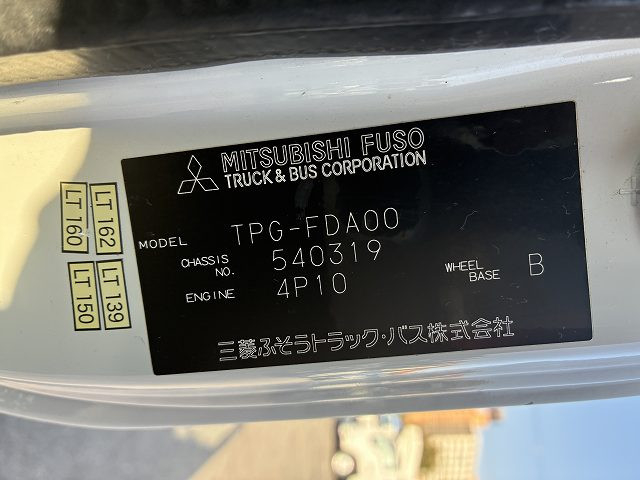 MITSUBISHI FUSO
TRUCK & BUS CORPORATION
MODEL TPG-FDA00
CHASSIS NO. 540319
ENGINE 4P10
WHEEL BASE B
三菱ふそうトラック・バス株式会社
LT 160
LT 162
LT 150
LT 139